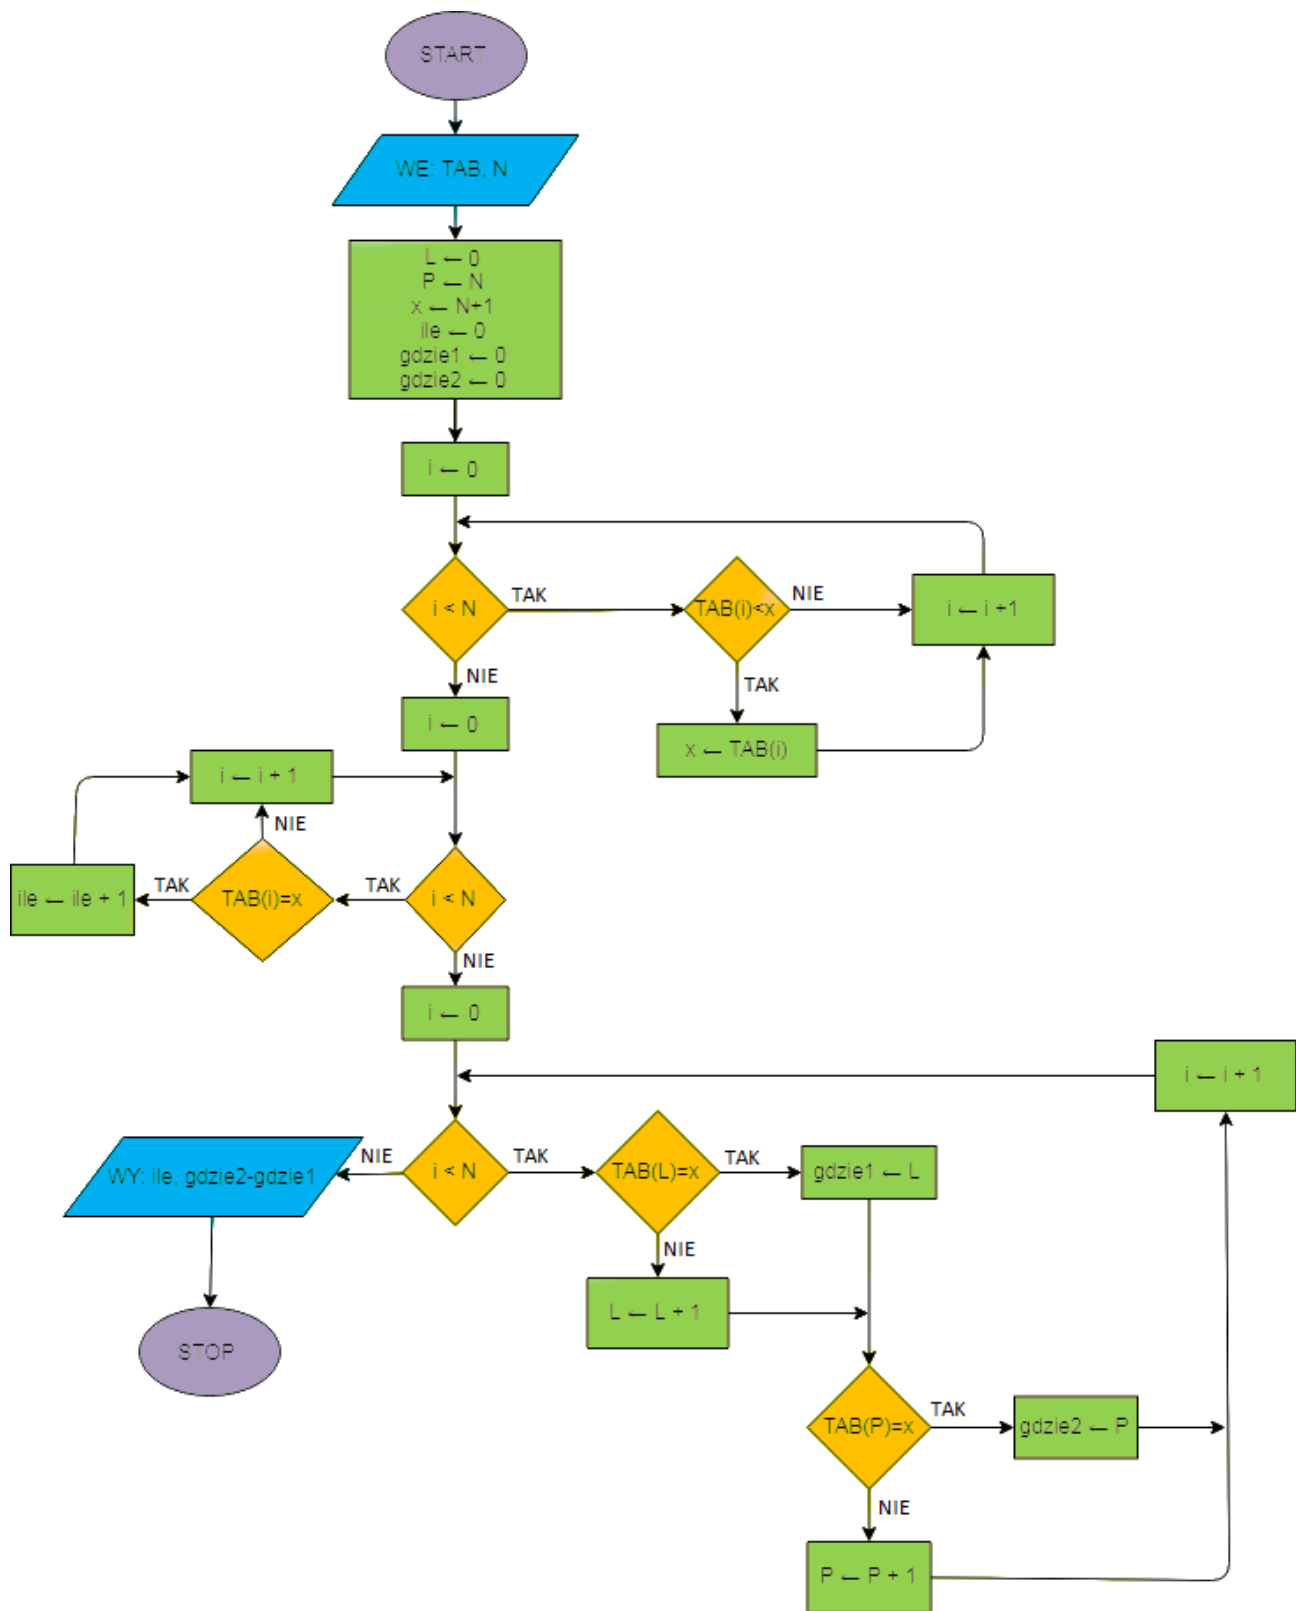 START
WE: TAB, N
L ← 0
P ← N
x ← N+1
ile ← 0
gdzie1 ← 0
gdzie2 ← 0
i ← 0
i < N
TAK
TAB(i)<x
NIE
i ← i +1
NIE
TAK
i ← 0
x ← TAB(i)
i ← i + 1
NIE
ile ← ile + 1
TAK
TAB(i)=x
TAK
i < N
NIE
i ← 0
i ← i + 1
WY: ile, gdzie2-gdzie1
NIE
i < N
TAK
TAB(L)=x
TAK
gdzie1 ← L
NIE
L ← L + 1
STOP
TAB(P)=x
TAK
gdzie2 ← P
NIE
P ← P + 1